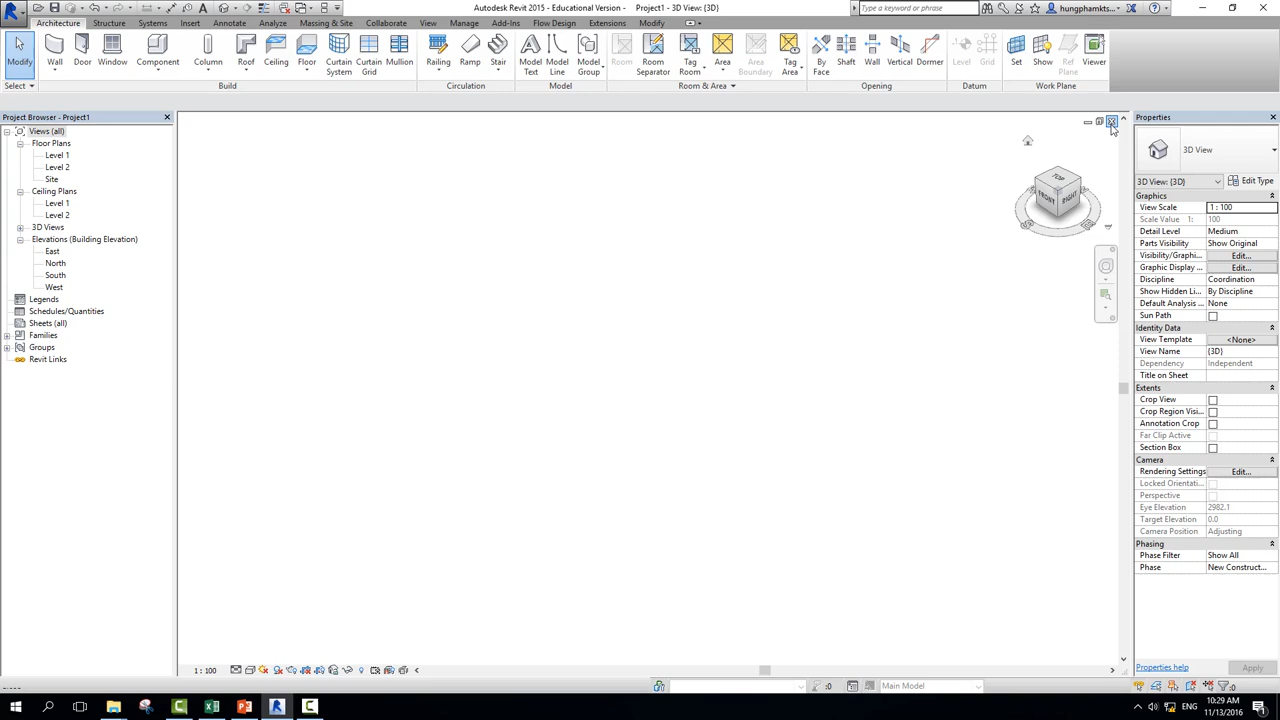 Autodesk Revit 2015 - Educational Version -    Project1 - 3D View: {3D}
Type a keyword or phrase
hungphamkts...
Architecture Structure Systems Insert Annotate Analyze Massing & Site Collaborate View Manage Add-Ins Flow Design Extensions Modify
Modify Wall Door Window Component Column Roof Ceiling Floor Curtain System Curtain Grid Mullion Railing Ramp Stair Model Text Model Line Model Group Room Room Separator Tag Room Area Area Boundary Tag Area By Face Shaft Wall Vertical Dormer Level Grid Set Show Ref Plane Viewer
Select Build Circulation Model Room & Area Opening Datum Work Plane
Project Browser - Project1
Views (all)
Floor Plans
Level 1
Level 2
Site
Ceiling Plans
Level 1
Level 2
3D Views
Elevations (Building Elevation)
East
North
South
West
Legends
Schedules/Quantities
Sheets (all)
Families
Groups
Revit Links
TOP
FRONT RIGHT
Properties
3D View
3D View: {3D} Edit Type
Graphics
View Scale 1 : 100
Scale Value 1: 100
Detail Level Medium
Parts Visibility Show Original
Visibility/Graphi... Edit...
Graphic Display ... Edit...
Discipline Coordination
Show Hidden Li... By Discipline
Default Analysis ... None
Sun Path
Identity Data
View Template <None>
View Name {3D}
Dependency Independent
Title on Sheet
Extents
Crop View
Crop Region Visi...
Annotation Crop
Far Clip Active
Section Box
Camera
Rendering Settings Edit...
Locked Orientati...
Perspective
Eye Elevation 2982.1
Target Elevation 0.0
Camera Position Adjusting
Phasing
Phase Filter Show All
Phase New Construct...
Properties help Apply
1 : 100
:0 Main Model :0
ENG 10:29 AM
11/13/2016